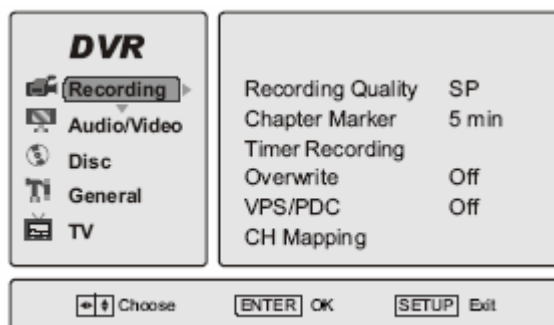 DVR
Recording
Audio/Video
Disc
General
TV
Recording Quality SP
Chapter Marker 5 min
Timer Recording
Overwrite Off
VPS/PDC Off
CH Mapping
Choose ENTER OK SETUP Exit